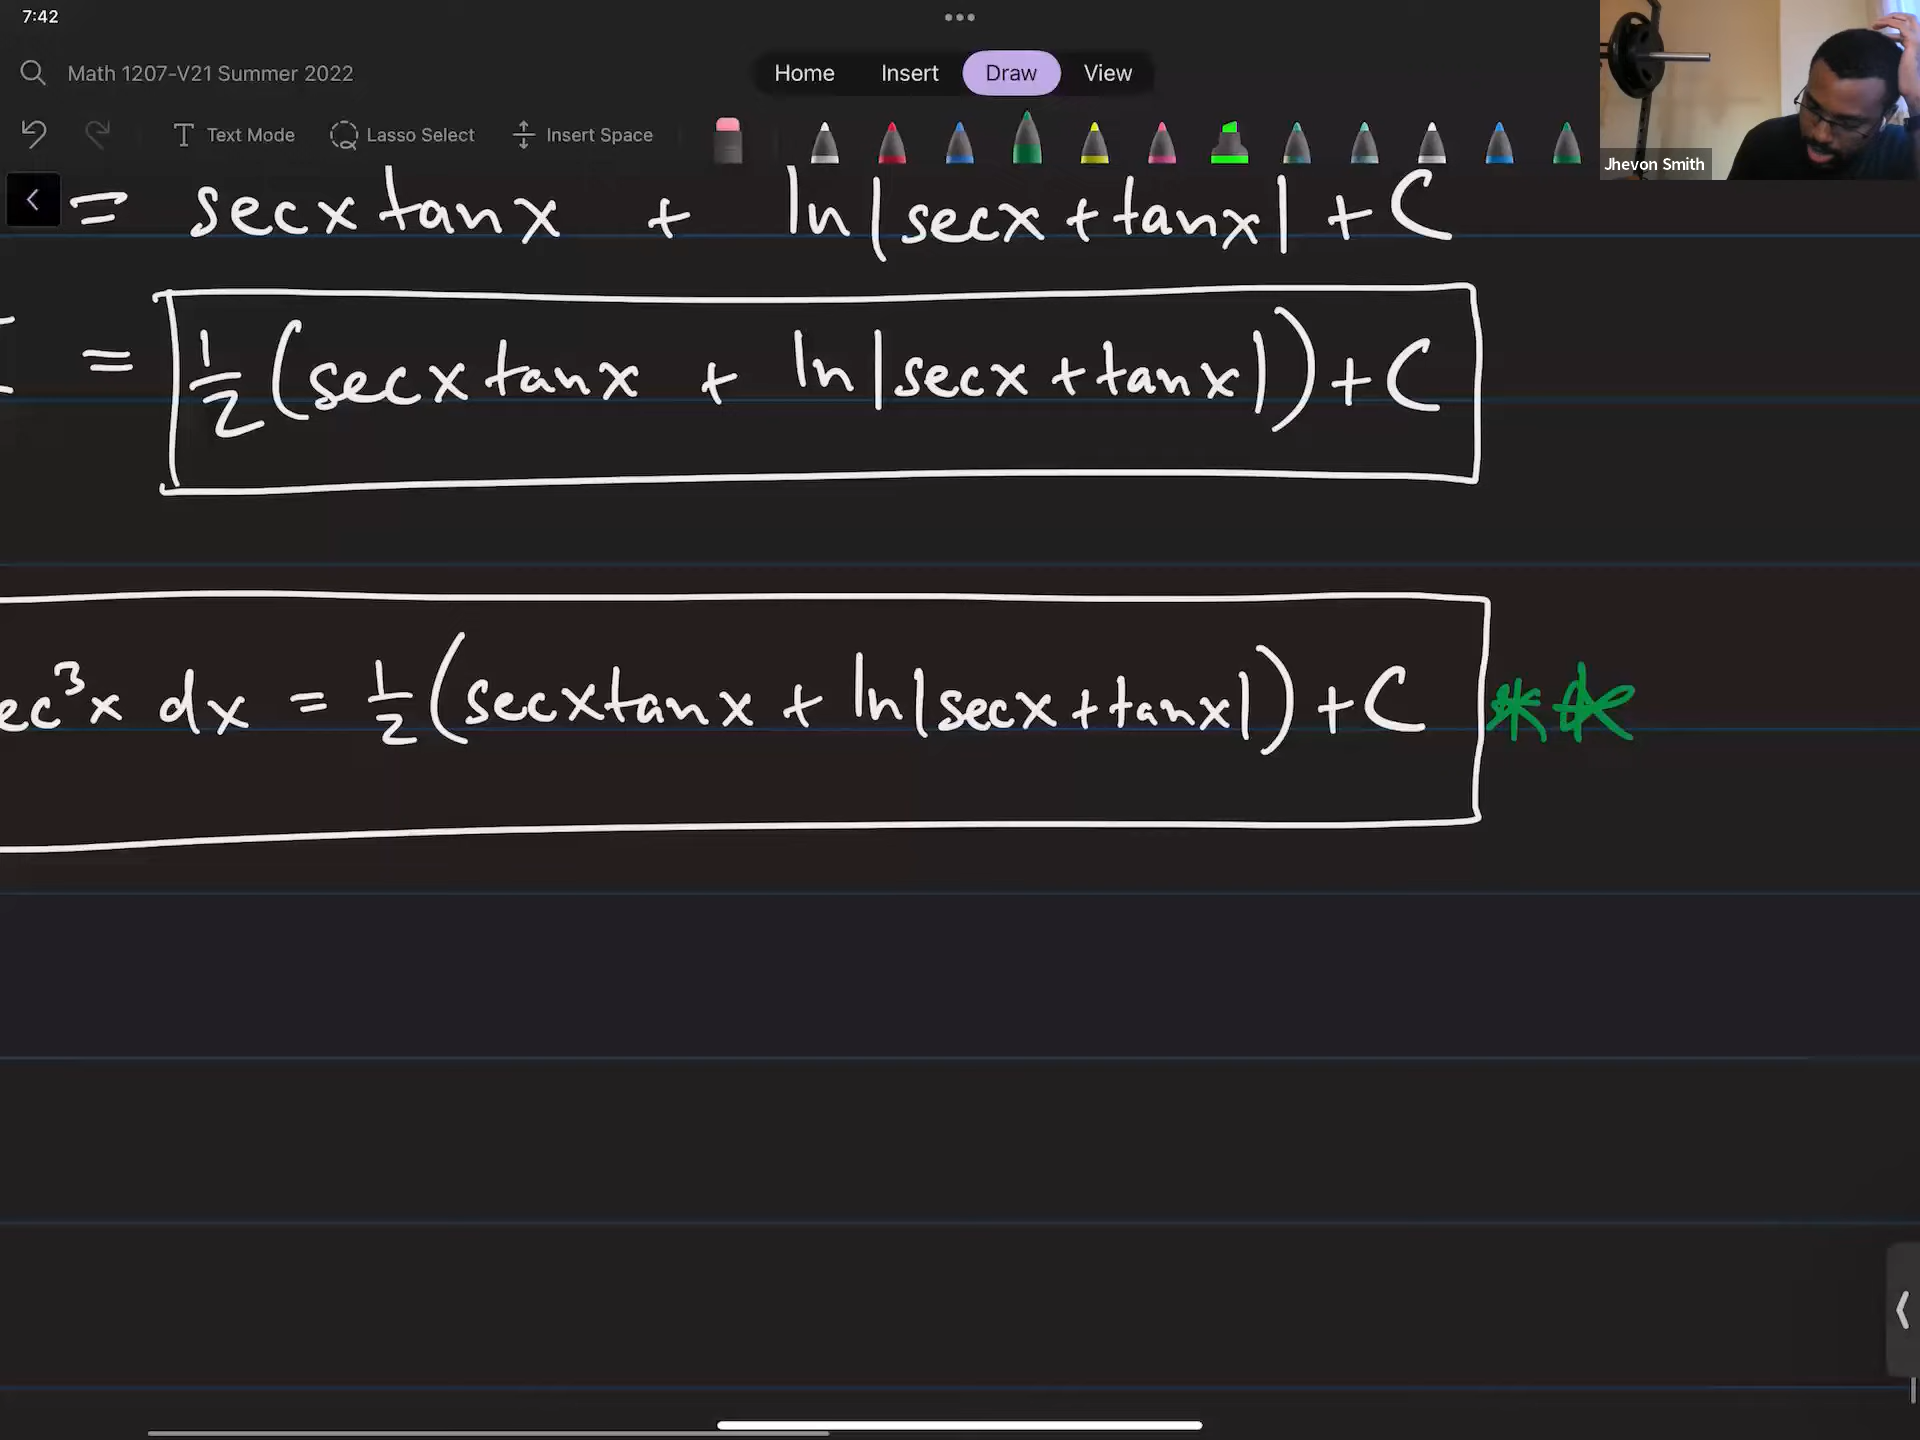 7:42
Math 1207-V21 Summer 2022
Home Insert Draw View
Text Mode Lasso Select Insert Space
Jhevon Smith
= secx tanx + ln|secx + tanx| + C
= 1/2 (secx tanx + ln|secx + tanx|) + C
ec³x dx = 1/2 (secxtanx + ln|secx + tanx|) + C **